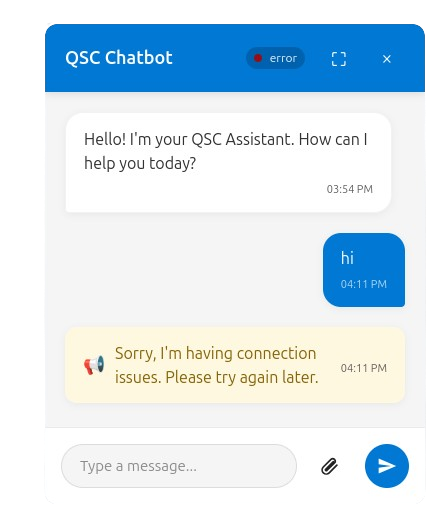 QSC Chatbot
error
×
Hello! I'm your QSC Assistant. How can I
help you today?
03:54 PM
hi
04:11 PM
Sorry, I'm having connection
issues. Please try again later.
04:11 PM
Type a message...